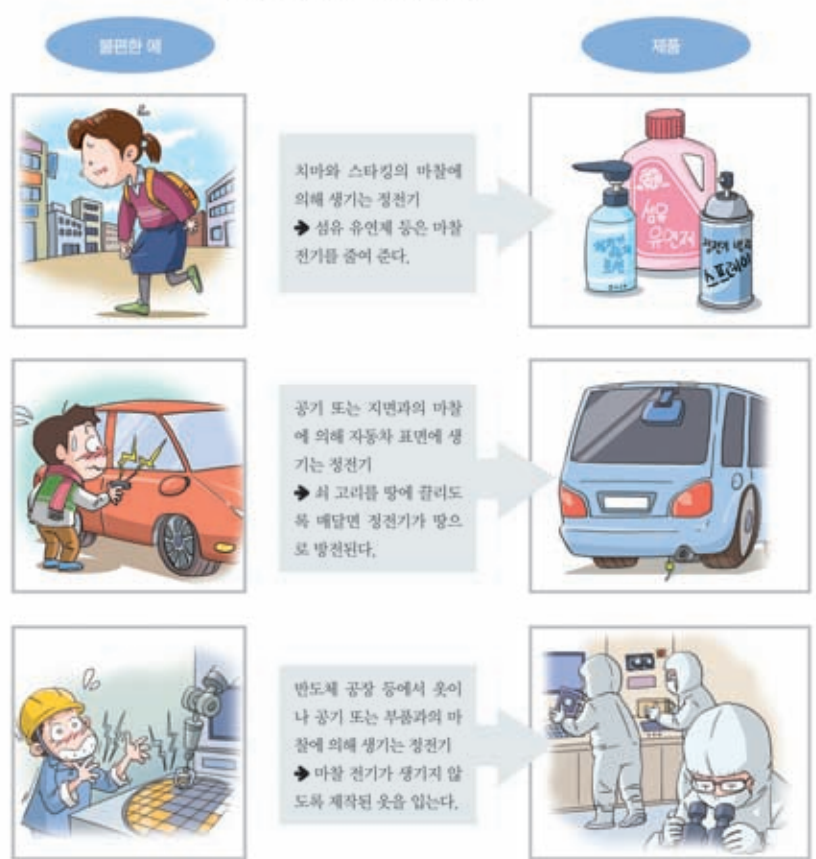 불편한 예
제품
치마와 스타킹의 마찰에
의해 생기는 정전기
➔ 섬유 유연제 등은 마찰
전기를 줄여 준다.
섬유
유연제
스프레이
공기 또는 지면과의 마찰
에 의해 자동차 표면에 생
기는 정전기
➔ 쇠 고리를 땅에 끌리도
록 매달면 정전기가 땅으
로 방전된다.
반도체 공장 등에서 옷이
나 공기 또는 부품과의 마
찰에 의해 생기는 정전기
➔ 마찰 전기가 생기지 않
도록 제작된 옷을 입는다.